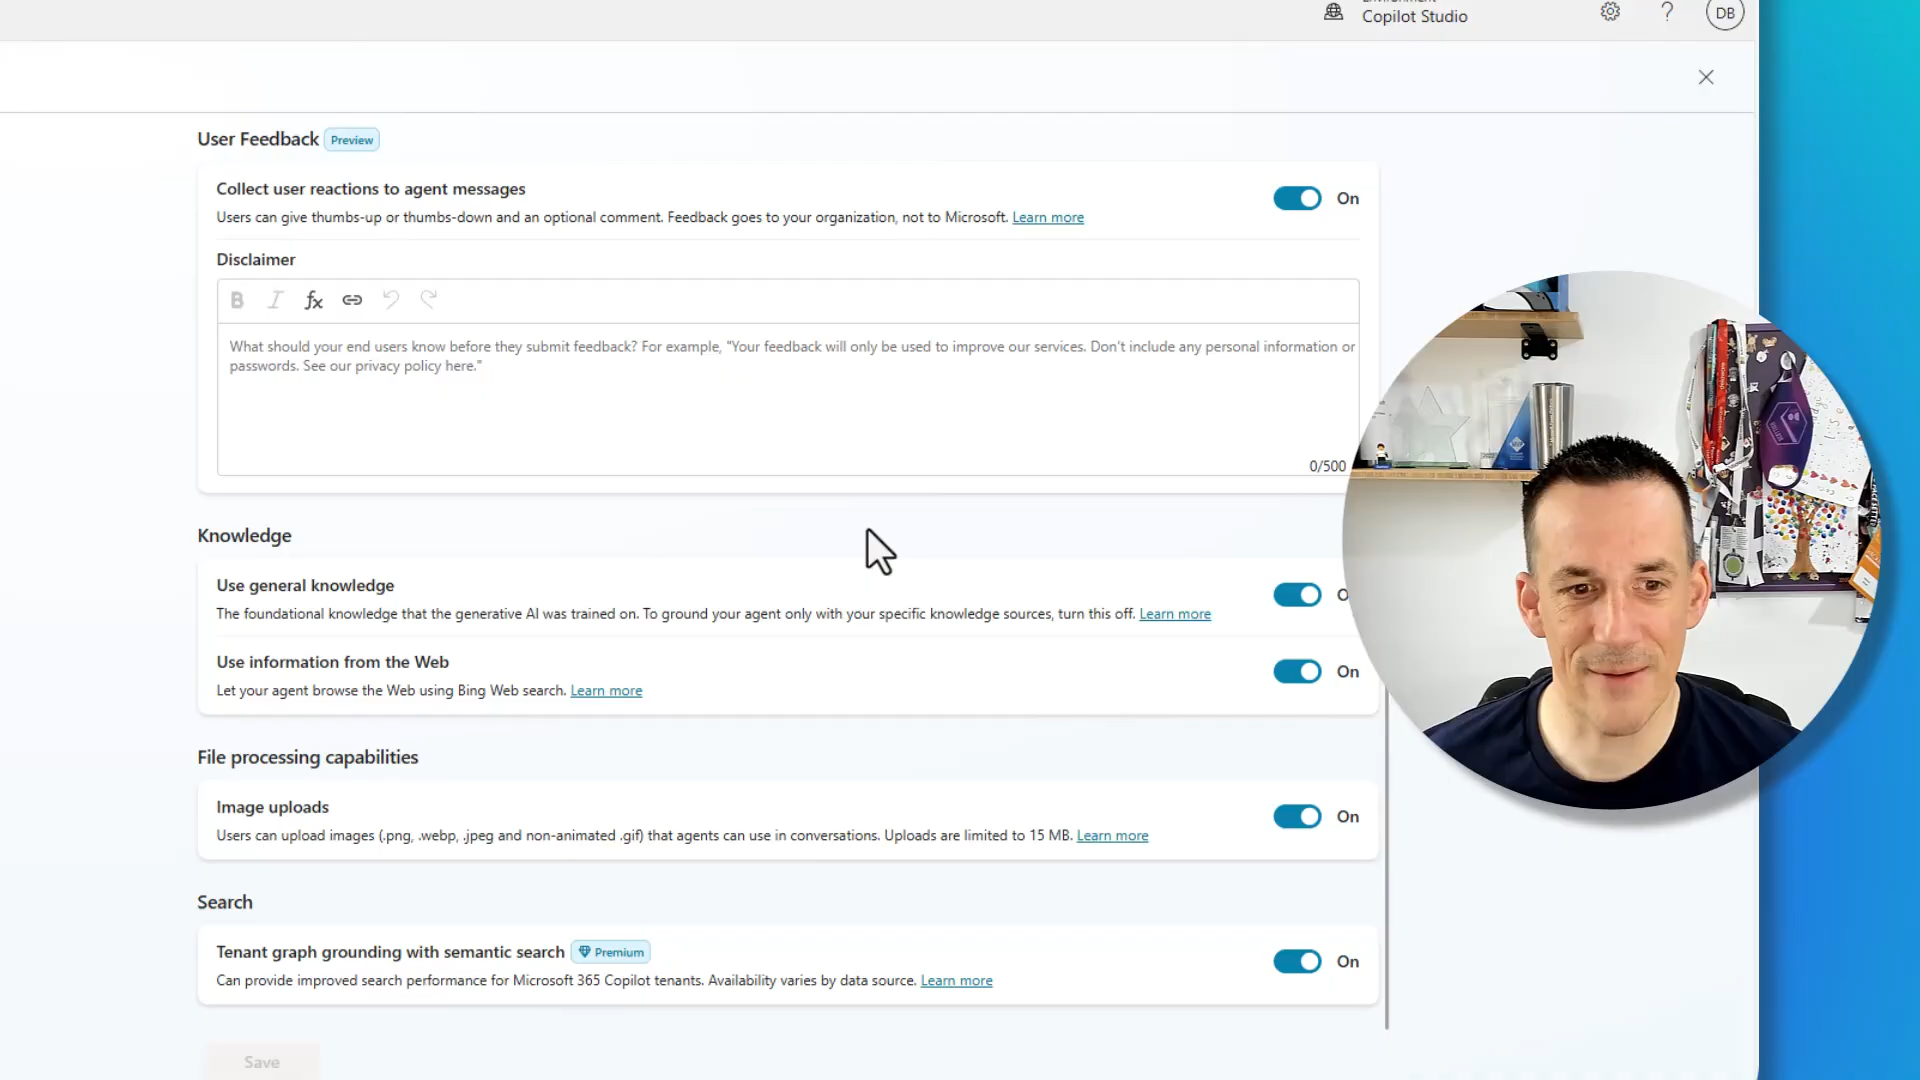 Copilot Studio
DB
User Feedback Preview
Collect user reactions to agent messages
Users can give thumbs-up or thumbs-down and an optional comment. Feedback goes to your organization, not to Microsoft. Learn more
On
Disclaimer
B I fx
What should your end users know before they submit feedback? For example, "Your feedback will only be used to improve our services. Don't include any personal information or
passwords. See our privacy policy here."
0/500
Knowledge
Use general knowledge
The foundational knowledge that the generative AI was trained on. To ground your agent only with your specific knowledge sources, turn this off. Learn more
Use information from the Web
Let your agent browse the Web using Bing Web search. Learn more
On
File processing capabilities
Image uploads
Users can upload images (.png, .webp, .jpeg and non-animated .gif) that agents can use in conversations. Uploads are limited to 15 MB. Learn more
On
Search
Tenant graph grounding with semantic search Premium
Can provide improved search performance for Microsoft 365 Copilot tenants. Availability varies by data source. Learn more
On
Save